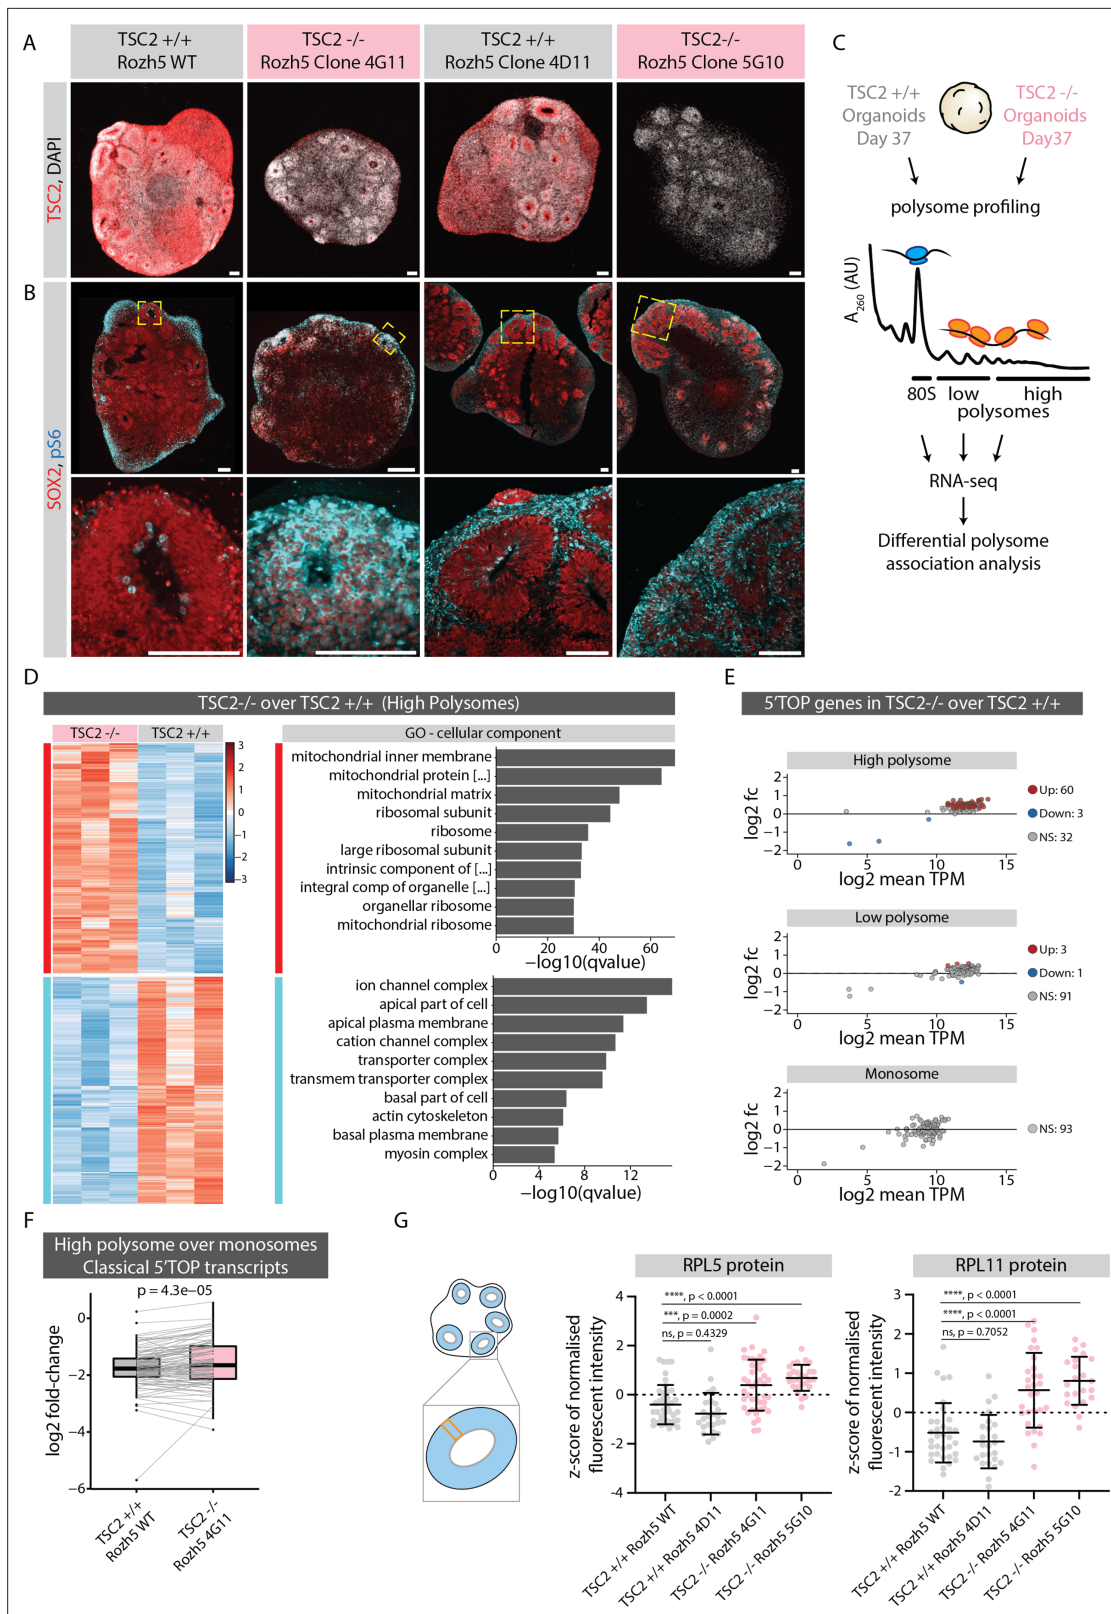 A
TSC2 +/+
Rozh5 WT
TSC2 -/-
Rozh5 Clone 4G11
TSC2 +/+
Rozh5 Clone 4D11
TSC2-/-
Rozh5 Clone 5G10
TSC2, DAPI
B
SOX2, pS6
C
TSC2 +/+
Organoids
Day 37
TSC2 -/-
Organoids
Day37
polysome profiling
A260 (AU)
80S
low
high
polysomes
RNA-seq
Differential polysome
association analysis
D
TSC2-/- over TSC2 +/+ (High Polysomes)
TSC2 -/-
TSC2 +/+
3
2
1
0
−1
−2
−3
GO - cellular component
mitochondrial inner membrane
mitochondrial protein [...]
mitochondrial matrix
ribosomal subunit
ribosome
large ribosomal subunit
intrinsic component of [...]
integral comp of organelle [...]
organellar ribosome
mitochondrial ribosome
0 20 40 60
−log10(qvalue)
ion channel complex
apical part of cell
apical plasma membrane
cation channel complex
transporter complex
transmem transporter complex
basal part of cell
actin cytoskeleton
basal plasma membrane
myosin complex
0 4 8 12
−log10(qvalue)
E
5'TOP genes in TSC2-/- over TSC2 +/+
High polysome
log2 fc
2
1
0
−1
−2
0 5 10 15
log2 mean TPM
Up: 60
Down: 3
NS: 32
Low polysome
log2 fc
2
1
0
−1
−2
0 5 10 15
log2 mean TPM
Up: 3
Down: 1
NS: 91
Monosome
log2 fc
2
1
0
−1
−2
0 5 10 15
log2 mean TPM
NS: 93
F
High polysome over monosomes
Classical 5'TOP transcripts
p = 4.3e−05
log2 fold-change
0
−2
−4
−6
TSC2 +/+
Rozh5 WT
TSC2 -/-
Rozh5 4G11
G
RPL5 protein
z-score of normalised
fluorescent intensity
4
2
0
-2
-4
****, p < 0.0001
***, p = 0.0002
ns, p = 0.4329
TSC2 +/+ Rozh5 WT
TSC2 +/+ Rozh5 4D11
TSC2 -/- Rozh5 4G11
TSC2 -/- Rozh5 5G10
RPL11 protein
z-score of normalised
fluorescent intensity
3
2
1
0
-1
-2
****, p < 0.0001
****, p < 0.0001
ns, p = 0.7052
TSC2 +/+ Rozh5 WT
TSC2 +/+ Rozh5 4D11
TSC2 -/- Rozh5 4G11
TSC2 -/- Rozh5 5G10